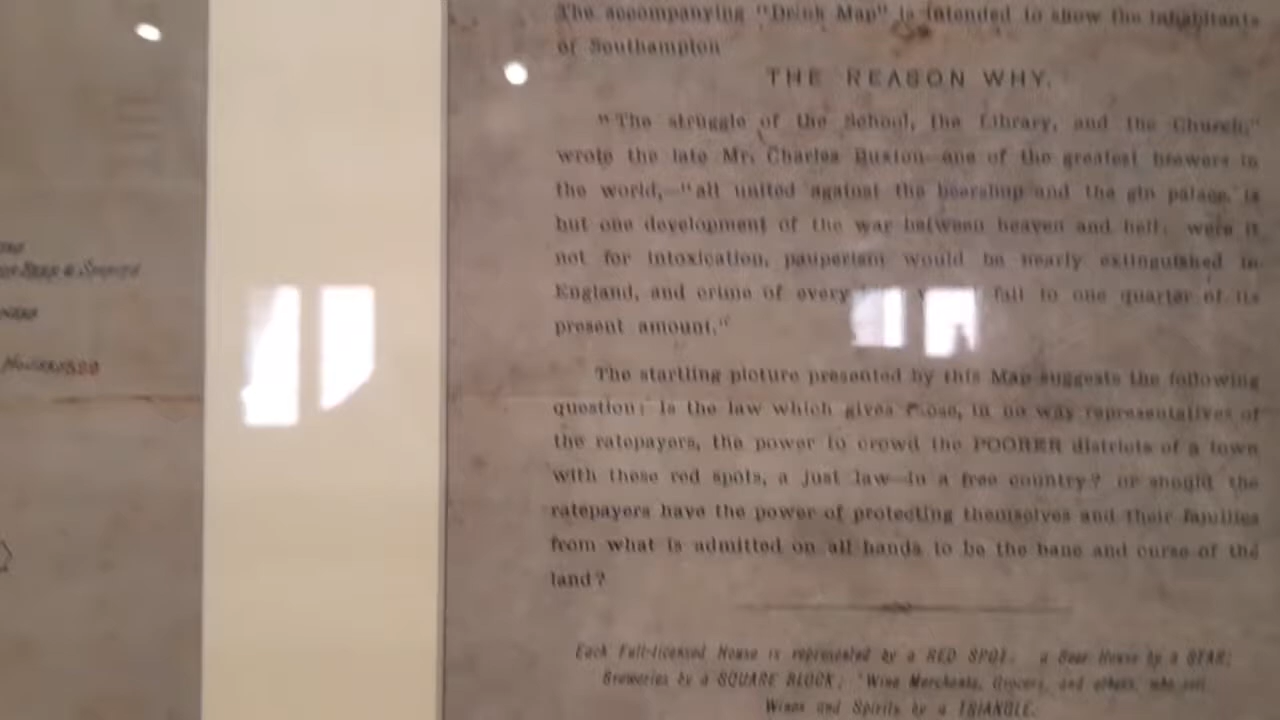 The accompanying "Drink Map" is intended to show the inhabitants
of Southampton
THE REASON WHY.
"The struggle of the School, the Library, and the Church,"
wrote the late Mr. Charles Buxton—one of the greatest brewers in
the world,—"all united against the beershop and the gin palace, is
but one development of the war between heaven and hell; were it
not for intoxication, pauperism would be nearly extinguished in
England, and crime of every fall to one quarter of its
present amount."
The startling picture presented by this Map suggests the following
question: Is the law which gives those, in no way representatives of
the ratepayers, the power to crowd the POORER districts of a town
with these red spots, a just law—in a free country? or should the
ratepayers have the power of protecting themselves and their families
from what is admitted on all hands to be the bane and curse of the
land?
Each Full-licensed House is represented by a RED SPOT; a Beer House by a STAR;
Breweries by a SQUARE BLOCK; Wine Merchants, Grocers, and others, who sell
Wines and Spirits by a TRIANGLE.